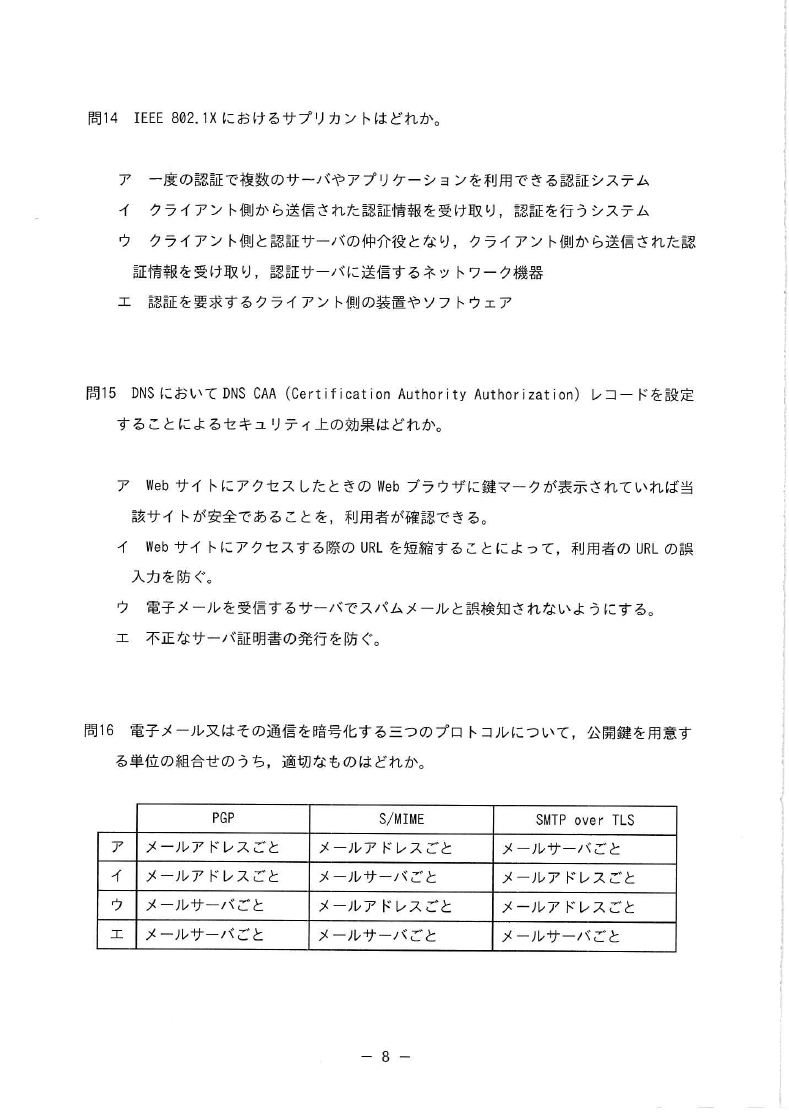 問14 IEEE 802.1X におけるサプリカントはどれか。
ア 一度の認証で複数のサーバやアプリケーションを利用できる認証システム
イ クライアント側から送信された認証情報を受け取り，認証を行うシステム
ウ クライアント側と認証サーバの仲介役となり，クライアント側から送信された認
証情報を受け取り，認証サーバに送信するネットワーク機器
エ 認証を要求するクライアント側の装置やソフトウェア
問15 DNS において DNS CAA（Certification Authority Authorization）レコードを設定
することによるセキュリティ上の効果はどれか。
ア Web サイトにアクセスしたときの Web ブラウザに鍵マークが表示されていれば当
該サイトが安全であることを，利用者が確認できる。
イ Web サイトにアクセスする際の URL を短縮することによって，利用者の URL の誤
入力を防ぐ。
ウ 電子メールを受信するサーバでスパムメールと誤検知されないようにする。
エ 不正なサーバ証明書の発行を防ぐ。
問16 電子メール又はその通信を暗号化する三つのプロトコルについて，公開鍵を用意す
る単位の組合せのうち，適切なものはどれか。
PGP S/MIME SMTP over TLS
ア メールアドレスごと メールアドレスごと メールサーバごと
イ メールアドレスごと メールサーバごと メールアドレスごと
ウ メールサーバごと メールアドレスごと メールアドレスごと
エ メールサーバごと メールサーバごと メールサーバごと
− 8 −